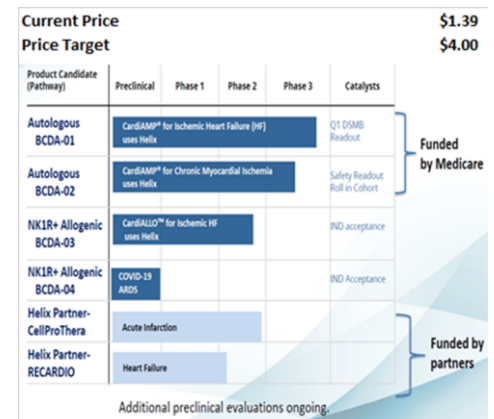 Current Price $1.39
Price Target $4.00
Product Candidate
(Pathway) Preclinical Phase 1 Phase 2 Phase 3 Catalysts
Autologous
BCDA-01
CardiAMP® for Ischemic Heart Failure (HF)
uses Helix
Q1 DSMB
Readout
Autologous
BCDA-02
CardiAMP® for Chronic Myocardial Ischemia
uses Helix
Safety Readout
Roll in Cohort
Funded
by Medicare
NK1R+ Allogenic
BCDA-03
CardiALLO™ for Ischemic HF
uses Helix
IND acceptance
NK1R+ Allogenic
BCDA-04
COVID-19
ARDS
IND Acceptance
Helix Partner-
CellProThera
Acute Infarction
Helix Partner-
RECARDIO
Heart Failure
Funded by
partners
Additional preclinical evaluations ongoing.